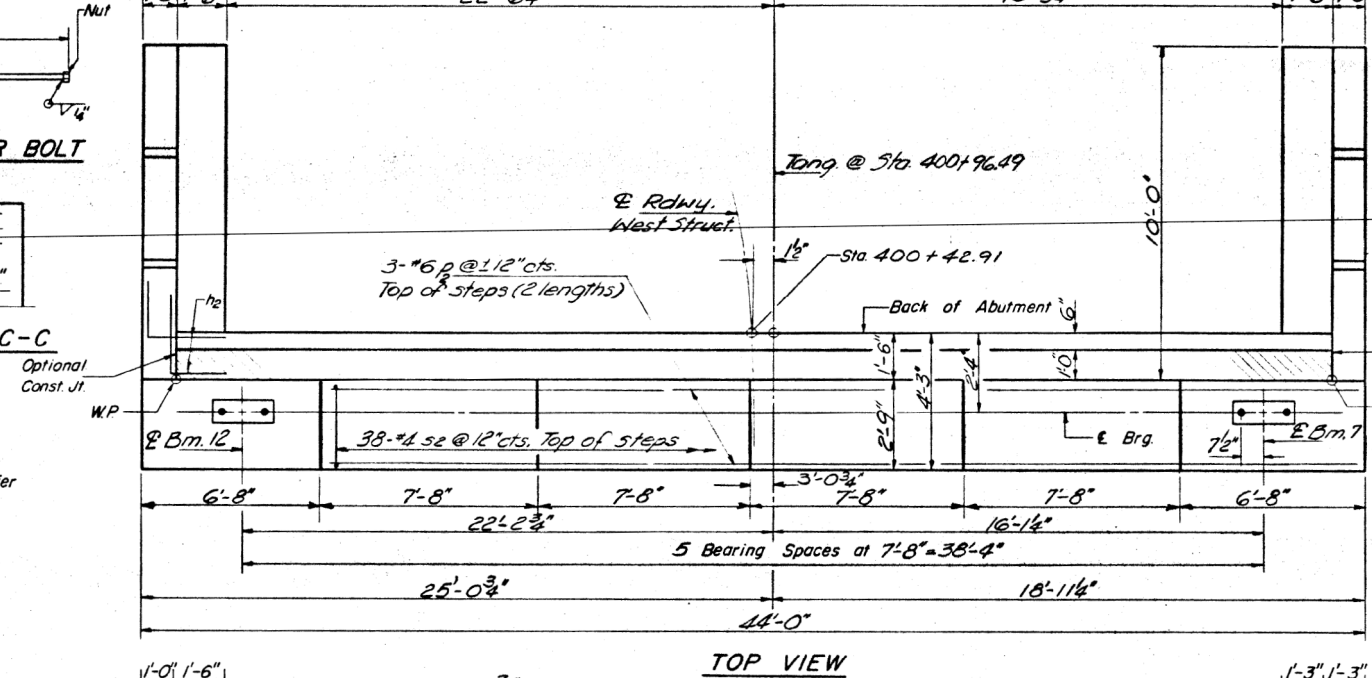 Nut
1/4"
R BOLT
Tang. @ Sta. 400+96.49
℄ Rdwy.
West Struct.
1½"
Sta. 400 + 42.91
10'-0"
3-#6 p2 @ ±12"cts.
Top of steps (2 lengths)
h2
Back of Abutment
6"
C-C
Optional
Const. Jt.
1'-6"
4'-3"
2'-4"
1'-0"
W.P.
2'-9"
℄ Bm. 12
38-#4 s2 @ 12"cts. Top of steps
℄ Brg.
7½"
℄ Bm. 7
3'-0¾"
6'-8"
7'-8"
7'-8"
7'-8"
7'-8"
6'-8"
22'-2¾"
16'-1¼"
5 Bearing Spaces at 7'-8"=38'-4"
25'-0¾"
18'-11¼"
44'-0"
TOP VIEW
1'-0" 1'-6"
1'-3" 1'-3"